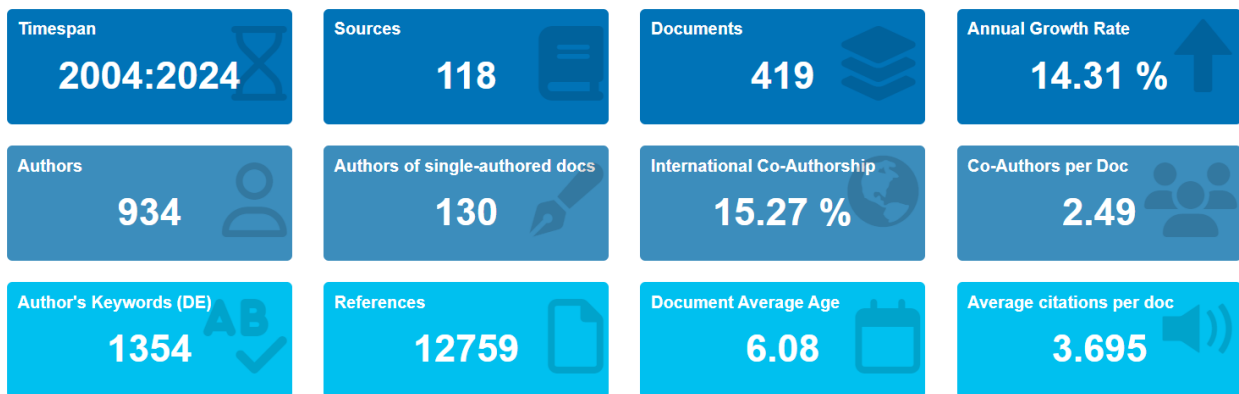 Timespan
2004:2024
Sources
118
Documents
419
Annual Growth Rate
14.31 %
Authors
934
Authors of single-authored docs
130
International Co-Authorship
15.27 %
Co-Authors per Doc
2.49
Author's Keywords (DE)
AB
1354
References
12759
Document Average Age
6.08
Average citations per doc
3.695